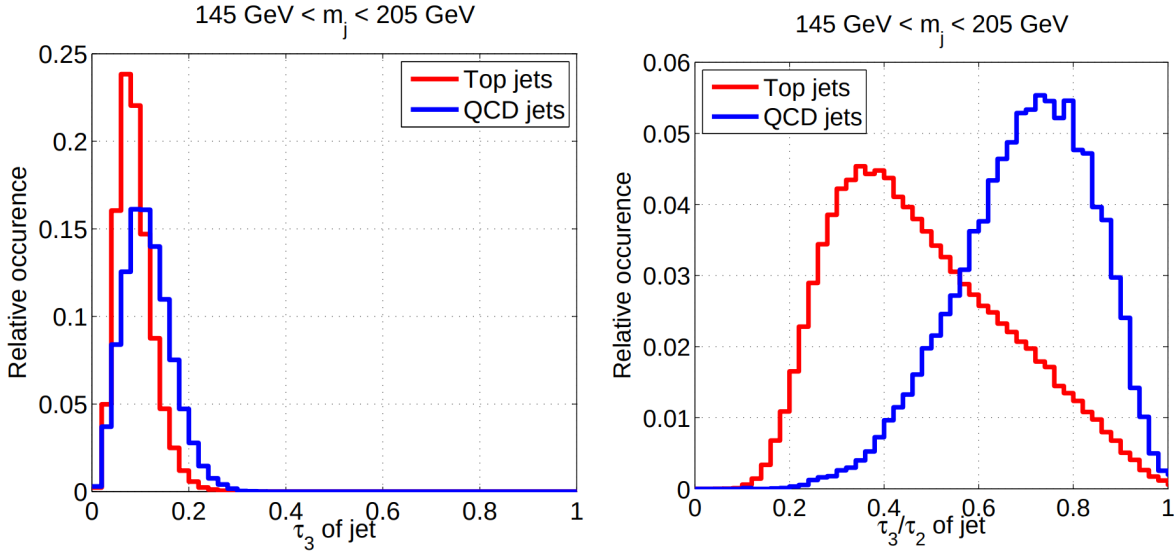 145 GeV < m_j < 205 GeV
0.25
0.2
0.15
0.1
0.05
0
Relative occurence
Top jets
QCD jets
0 0.2 0.4 0.6 0.8 1
τ_3 of jet
145 GeV < m_j < 205 GeV
0.06
0.05
0.04
0.03
0.02
0.01
0
Relative occurence
Top jets
QCD jets
0 0.2 0.4 0.6 0.8 1
τ_3/τ_2 of jet